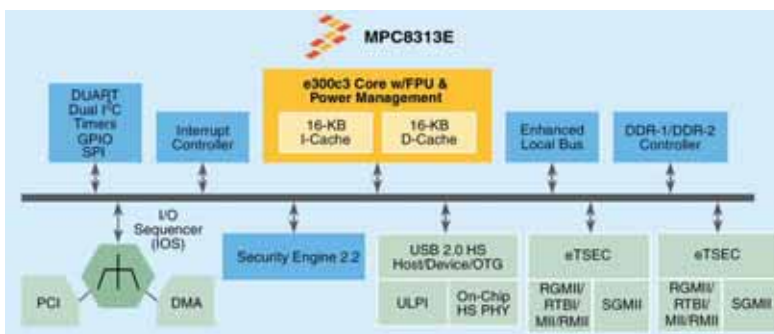 MPC8313E
e300c3 Core w/FPU &
Power Management
16-KB
I-Cache
16-KB
D-Cache
DUART
Dual I²C
Timers
GPIO
SPI
Interrupt
Controller
Enhanced
Local Bus
DDR-1/DDR-2
Controller
I/O
Sequencer
(IOS)
PCI
DMA
Security Engine 2.2
USB 2.0 HS
Host/Device/OTG
ULPI
On-Chip
HS PHY
eTSEC
RGMII/
RTBI/
MII/RMII
SGMII
eTSEC
RGMII/
RTBI/
MII/RMII
SGMII